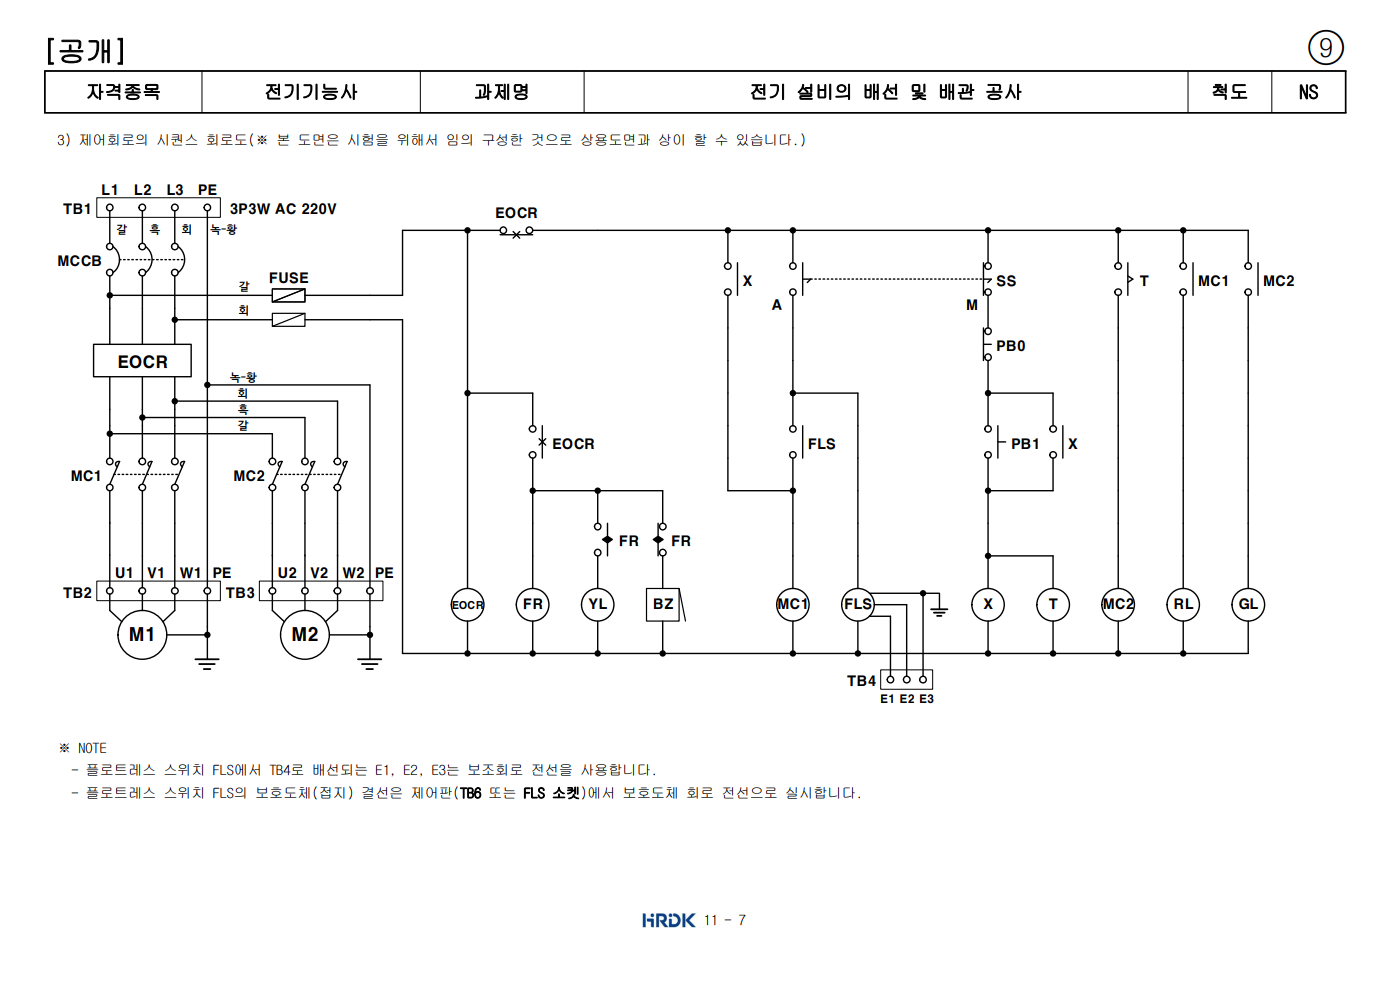 [공개]
⑨
자격종목 전기기능사 과제명 전기 설비의 배선 및 배관 공사 척도 NS
3) 제어회로의 시퀀스 회로도(※ 본 도면은 시험을 위해서 임의 구성한 것으로 상용도면과 상이 할 수 있습니다.)
L1 L2 L3 PE
TB1 3P3W AC 220V
EOCR
갈 흑 회 녹-황
MCCB
FUSE
갈
회
X
A
SS
M
T
MC1
MC2
PB0
EOCR
녹-황
회
흑
갈
EOCR
FLS
PB1
X
MC1
MC2
FR
FR
U1 V1 W1 PE
U2 V2 W2 PE
TB2
TB3
EOCR FR YL BZ MC1 FLS X T MC2 RL GL
M1
M2
TB4
E1 E2 E3
※ NOTE
- 플로트레스 스위치 FLS에서 TB4로 배선되는 E1, E2, E3는 보조회로 전선을 사용합니다.
- 플로트레스 스위치 FLS의 보호도체(접지) 결선은 제어판(TB6 또는 FLS 소켓)에서 보호도체 회로 전선으로 실시합니다.
HRDK 11 - 7